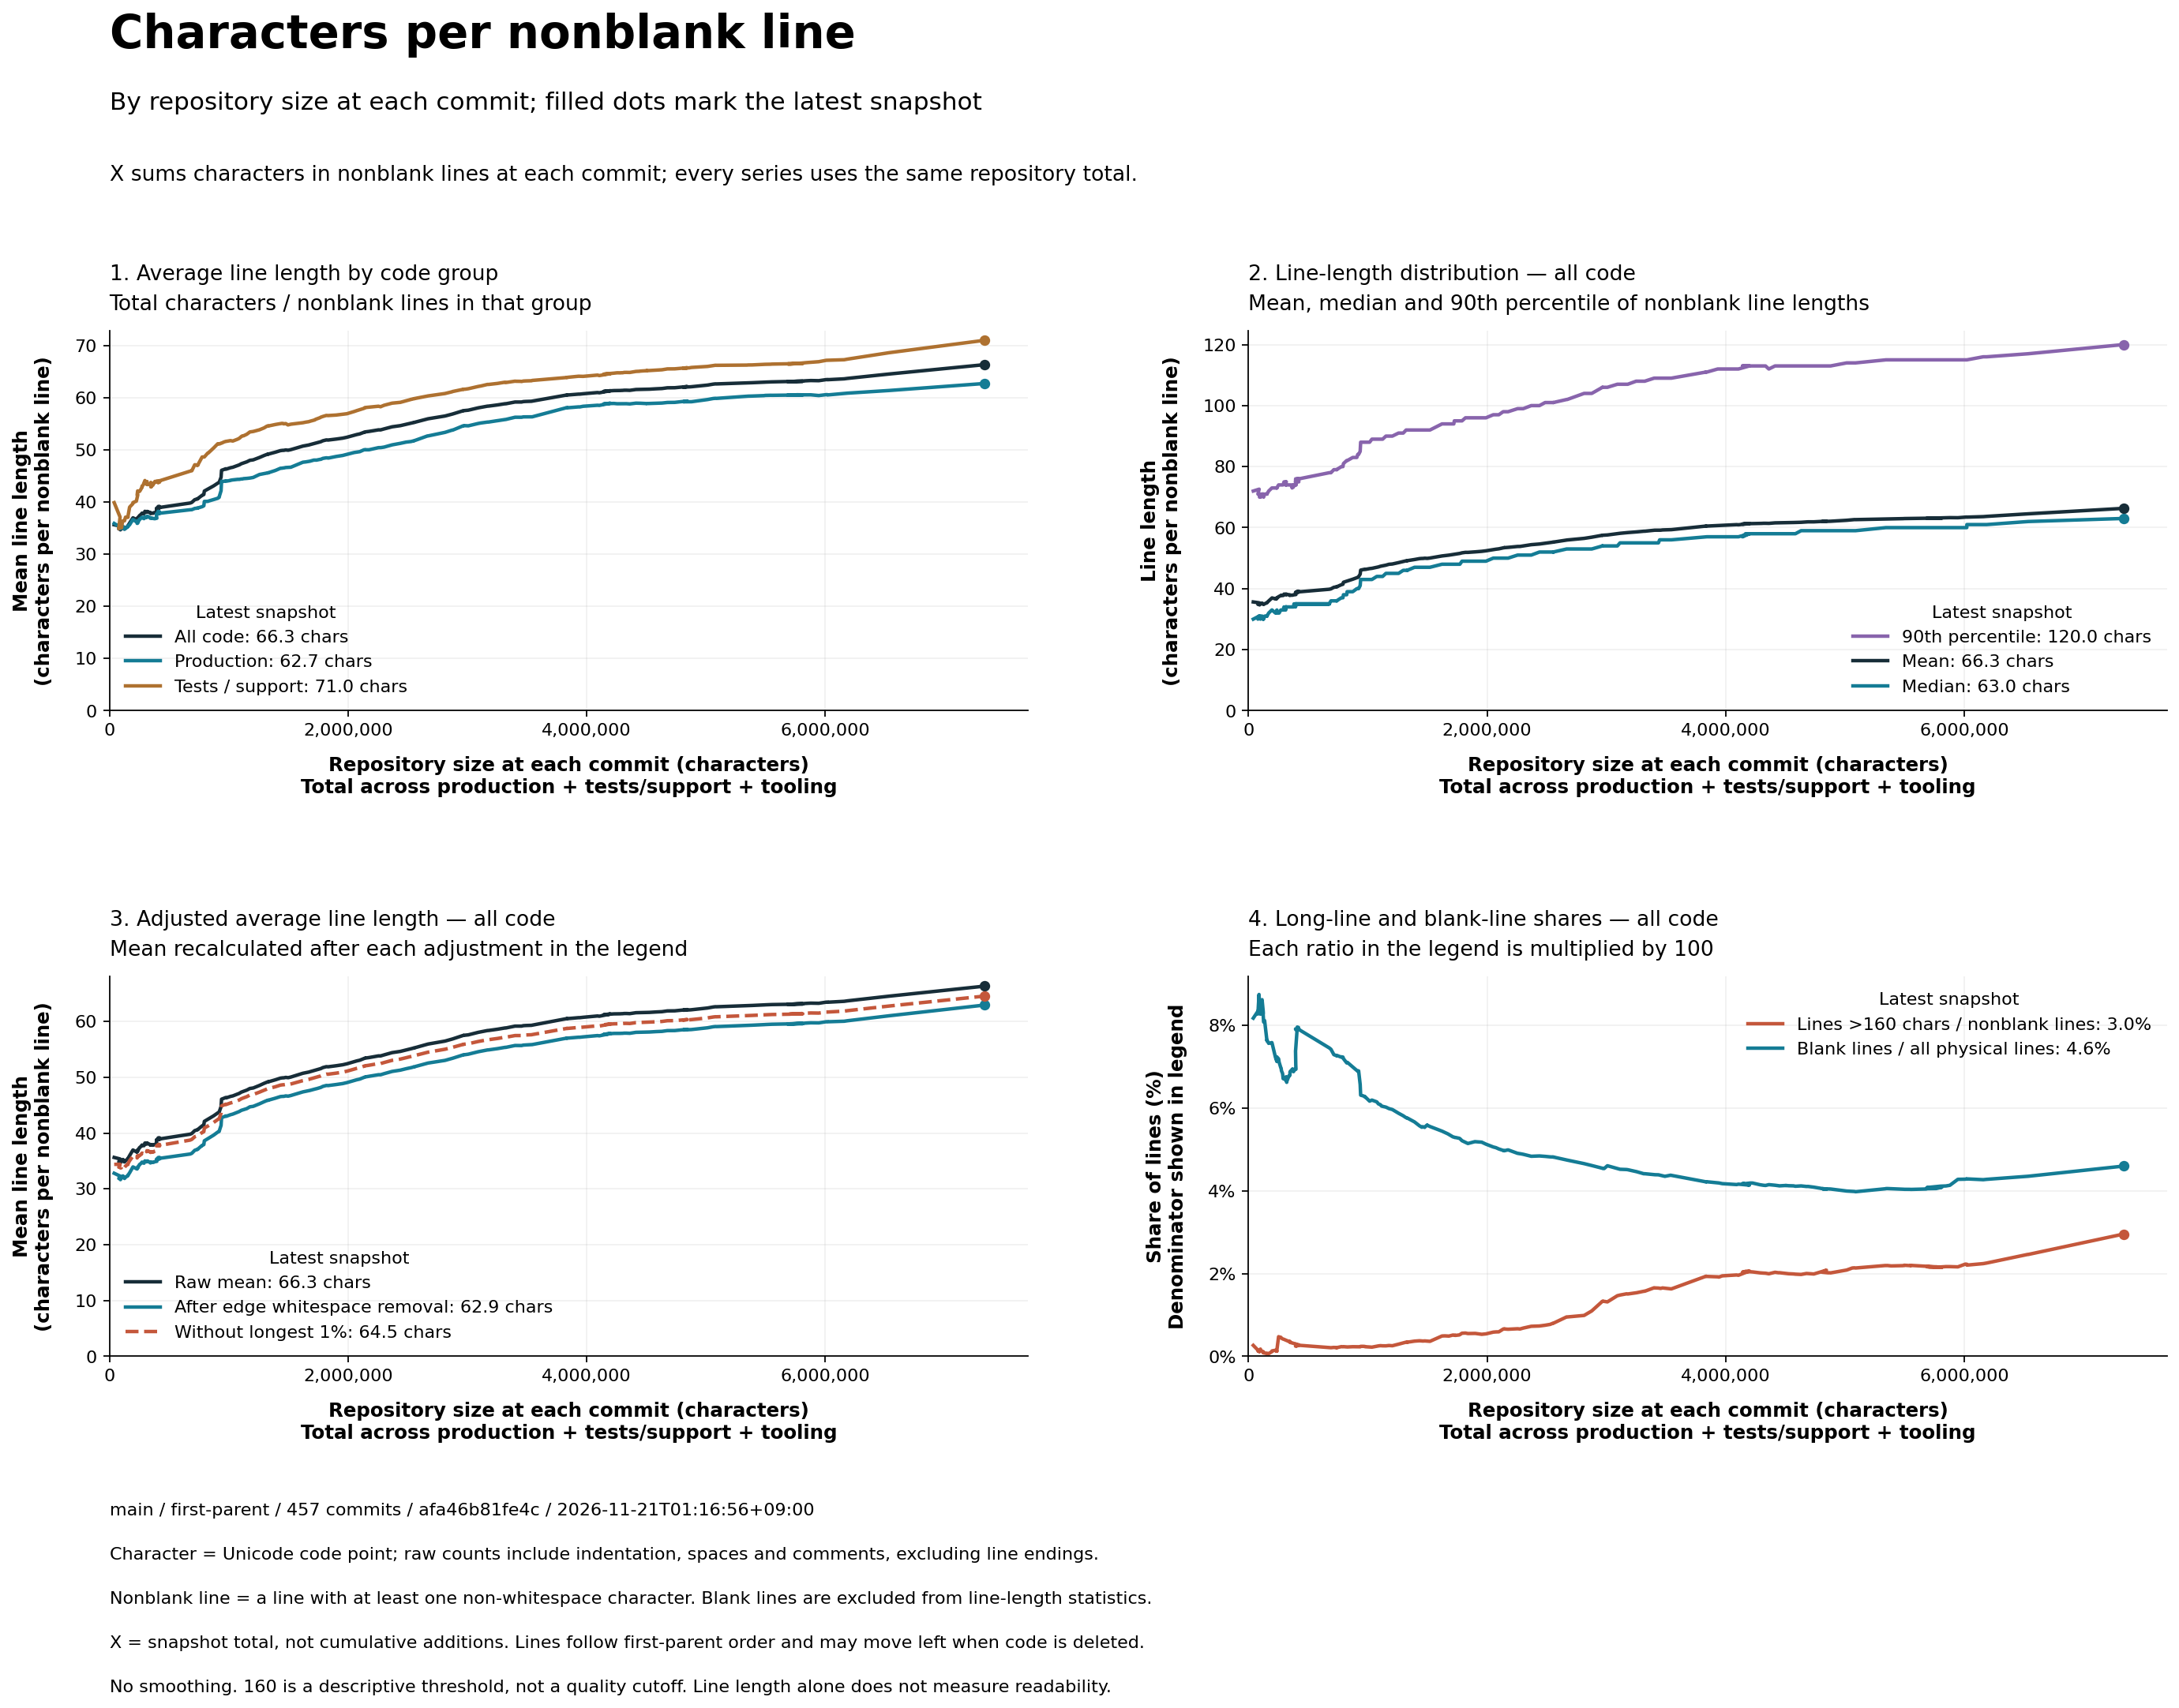 Characters per nonblank line
By repository size at each commit; filled dots mark the latest snapshot
X sums characters in nonblank lines at each commit; every series uses the same repository total.
1. Average line length by code group
Total characters / nonblank lines in that group
Mean line length
(characters per nonblank line)
70
60
50
40
30
20
10
0
Latest snapshot
All code: 66.3 chars
Production: 62.7 chars
Tests / support: 71.0 chars
0
2,000,000
4,000,000
6,000,000
Repository size at each commit (characters)
Total across production + tests/support + tooling
2. Line-length distribution — all code
Mean, median and 90th percentile of nonblank line lengths
Line length
(characters per nonblank line)
120
100
80
60
40
20
0
Latest snapshot
90th percentile: 120.0 chars
Mean: 66.3 chars
Median: 63.0 chars
0
2,000,000
4,000,000
6,000,000
Repository size at each commit (characters)
Total across production + tests/support + tooling
3. Adjusted average line length — all code
Mean recalculated after each adjustment in the legend
Mean line length
(characters per nonblank line)
60
50
40
30
20
10
0
Latest snapshot
Raw mean: 66.3 chars
After edge whitespace removal: 62.9 chars
Without longest 1%: 64.5 chars
0
2,000,000
4,000,000
6,000,000
Repository size at each commit (characters)
Total across production + tests/support + tooling
4. Long-line and blank-line shares — all code
Each ratio in the legend is multiplied by 100
Share of lines (%)
Denominator shown in legend
8%
6%
4%
2%
0%
Latest snapshot
Lines >160 chars / nonblank lines: 3.0%
Blank lines / all physical lines: 4.6%
0
2,000,000
4,000,000
6,000,000
Repository size at each commit (characters)
Total across production + tests/support + tooling
main / first-parent / 457 commits / afa46b81fe4c / 2026-11-21T01:16:56+09:00
Character = Unicode code point; raw counts include indentation, spaces and comments, excluding line endings.
Nonblank line = a line with at least one non-whitespace character. Blank lines are excluded from line-length statistics.
X = snapshot total, not cumulative additions. Lines follow first-parent order and may move left when code is deleted.
No smoothing. 160 is a descriptive threshold, not a quality cutoff. Line length alone does not measure readability.